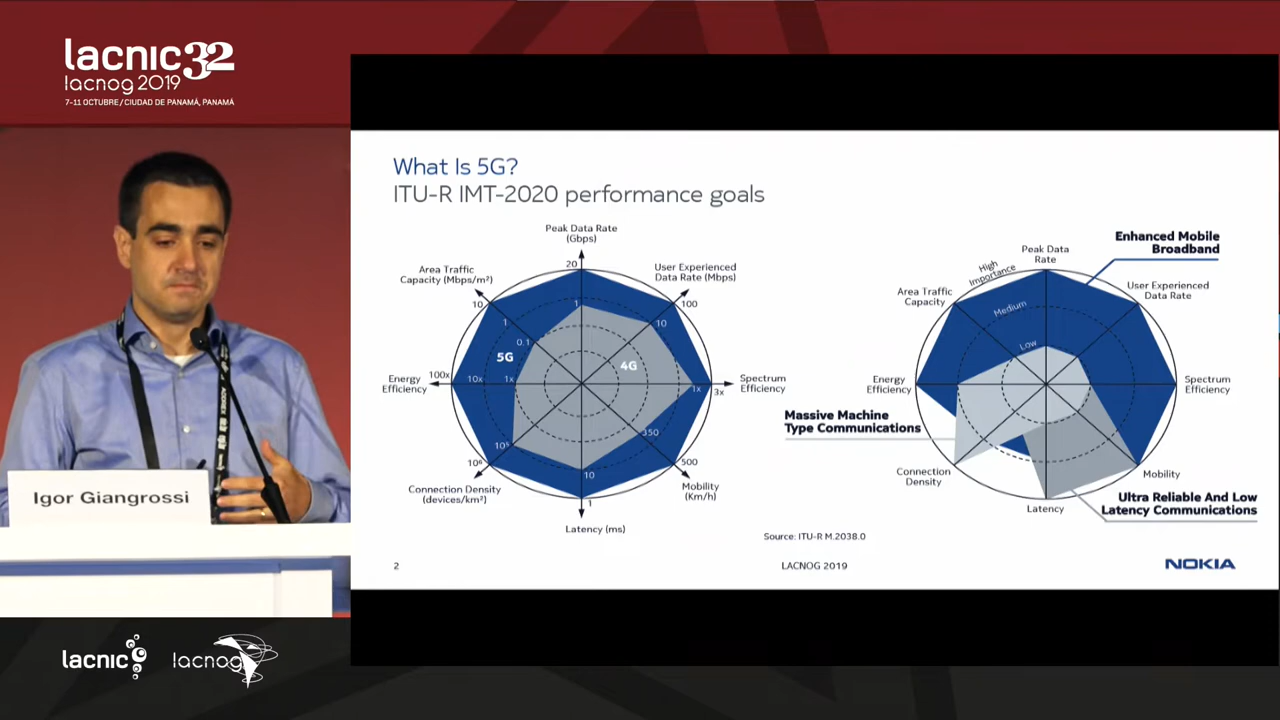 lacnic 32
lacnog 2019
7-11 OCTUBRE / CIUDAD DE PANAMÁ, PANAMÁ
What Is 5G?
ITU-R IMT-2020 performance goals
Peak Data Rate
(Gbps)
20
1
User Experienced
Data Rate (Mbps)
100
10
Spectrum
Efficiency
1x
3x
350
500
Mobility
(Km/h)
10
1
Latency (ms)
10⁵
10⁶
Connection Density
(devices/km²)
Energy
Efficiency
100x
10x
1x
Area Traffic
Capacity (Mbps/m²)
10
1
0.1
5G
4G
Enhanced Mobile
Broadband
Peak Data
Rate
High
Importance
Medium
Low
Area Traffic
Capacity
User Experienced
Data Rate
Energy
Efficiency
Spectrum
Efficiency
Massive Machine
Type Communications
Connection
Density
Mobility
Latency
Ultra Reliable And Low
Latency Communications
Source: ITU-R M.2038.0
2
LACNOG 2019
NOKIA
Igor Giangrossi
lacnic
lacnog